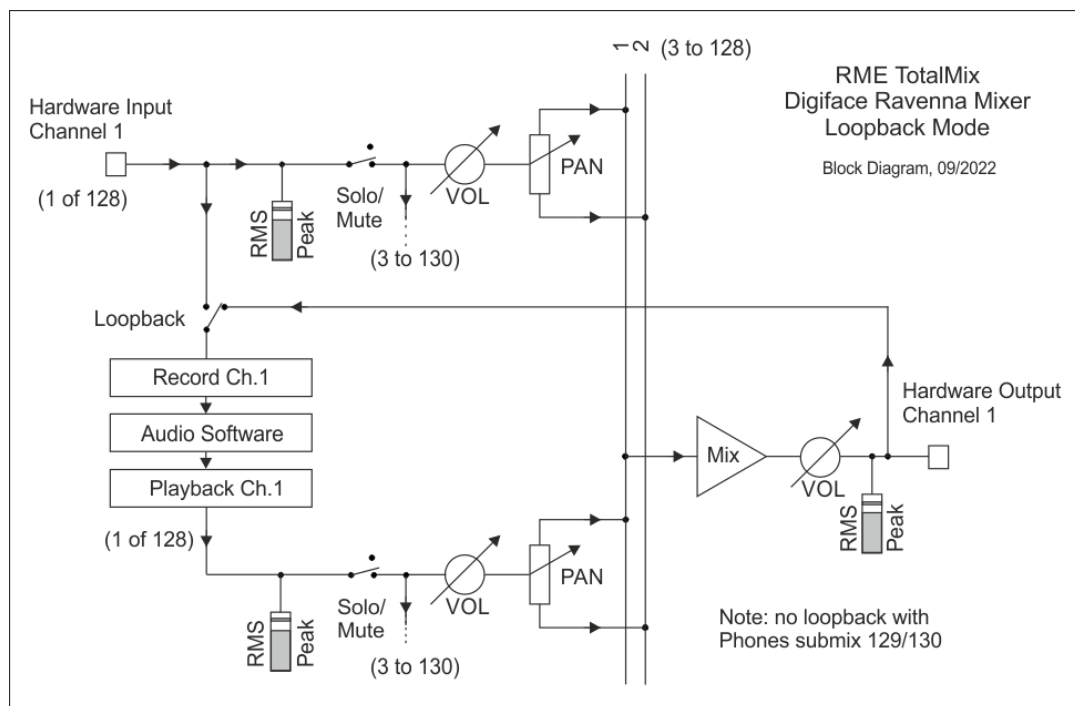 1
2
(3 to 128)
RME TotalMix
Digiface Ravenna Mixer
Loopback Mode
Block Diagram, 09/2022
Hardware Input
Channel 1
(1 of 128)
RMS
Peak
Solo/
Mute
(3 to 130)
VOL
PAN
Loopback
Record Ch.1
Audio Software
Playback Ch.1
(1 of 128)
Hardware Output
Channel 1
Mix
VOL
RMS
Peak
RMS
Peak
Solo/
Mute
(3 to 130)
VOL
PAN
Note: no loopback with
Phones submix 129/130